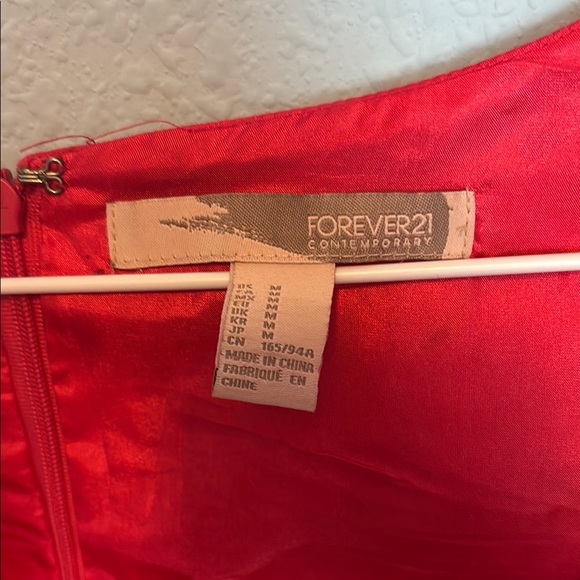 FOREVER21
CONTEMPORARY
US M
CA M
MX M
EU M
UK M
KR M
JP M
CN 165/94A
MADE IN CHINA
FABRIQUÉ EN
CHINE